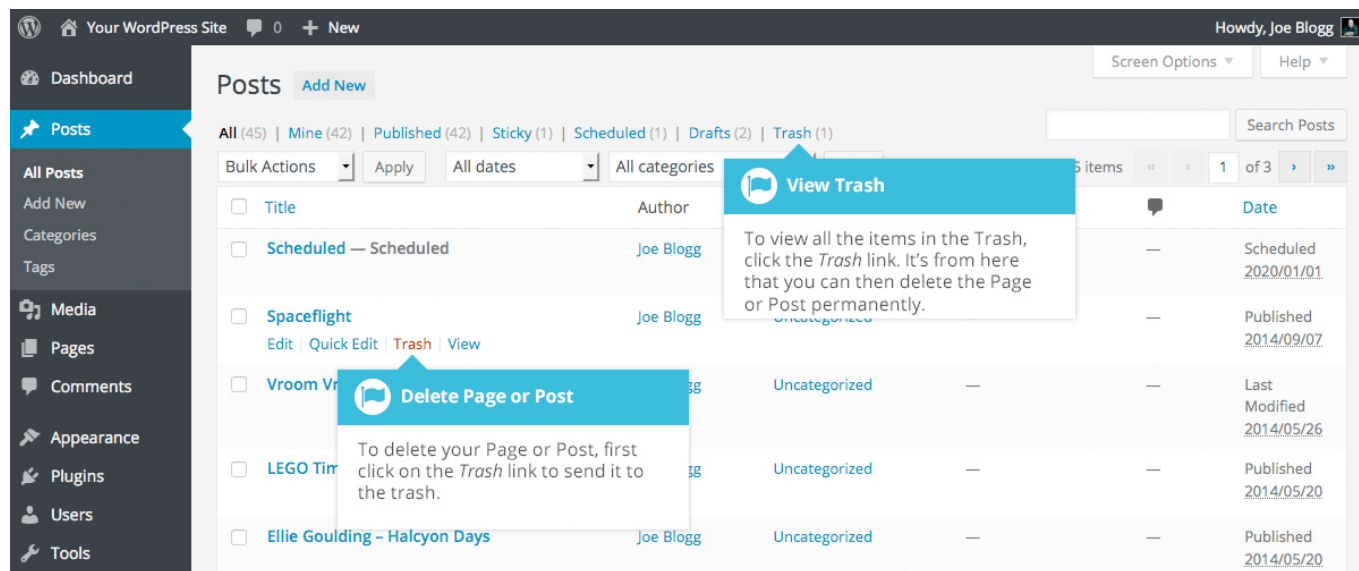 Your WordPress Site 0 + New Howdy, Joe Blogg
Dashboard
Posts
All Posts
Add New
Categories
Tags
Media
Pages
Comments
Appearance
Plugins
Users
Tools
Screen Options ▼ Help ▼
Posts Add New
All (45) | Mine (42) | Published (42) | Sticky (1) | Scheduled (1) | Drafts (2) | Trash (1)
Search Posts
Bulk Actions Apply All dates All categories items « ‹ 1 of 3 › »
Title Author Date
Scheduled — Scheduled Joe Blogg — Scheduled
2020/01/01
Spaceflight Joe Blogg Uncategorized — Published
2014/09/07
Edit | Quick Edit | Trash | View
Vroom Uncategorized — — Last
Modified
2014/05/26
LEGO Uncategorized — — Published
2014/05/20
Ellie Goulding – Halcyon Days Joe Blogg Uncategorized — — Published
2014/05/20
View Trash
To view all the items in the Trash,
click the Trash link. It's from here
that you can then delete the Page
or Post permanently.
Delete Page or Post
To delete your Page or Post, first
click on the Trash link to send it to
the trash.